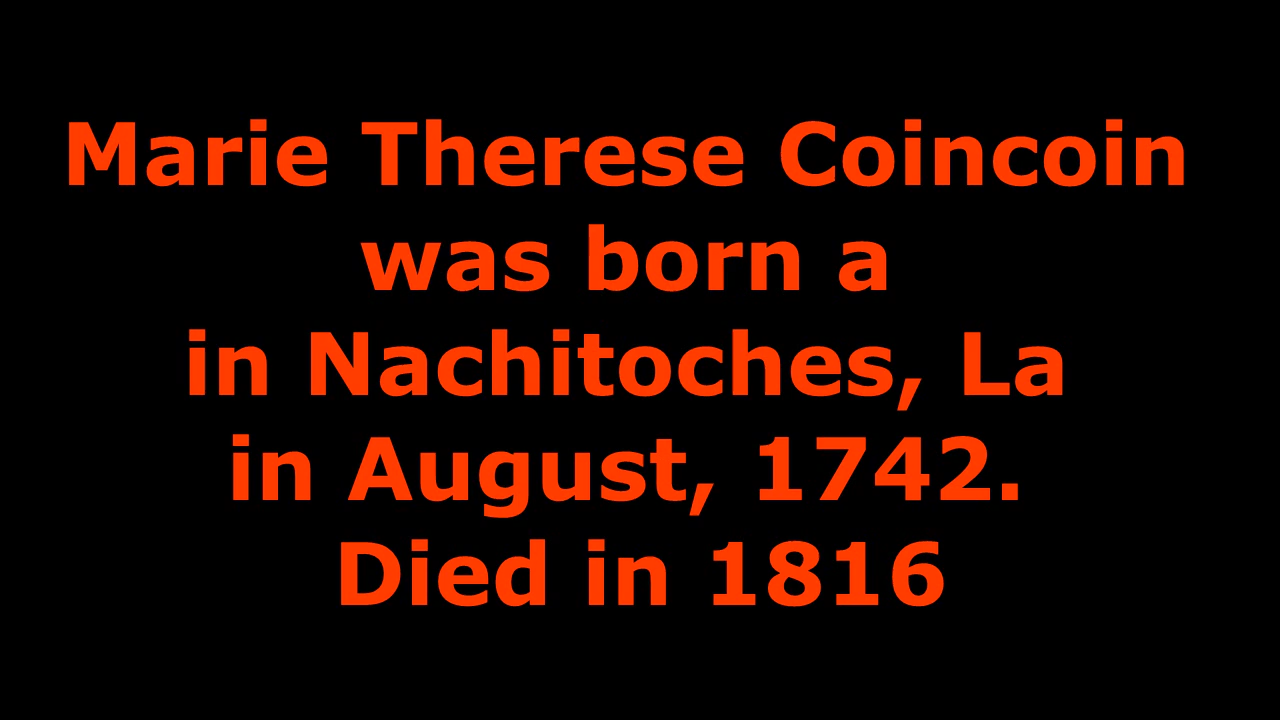 Marie Therese Coincoin
was born a
in Nachitoches, La
in August, 1742.
Died in 1816